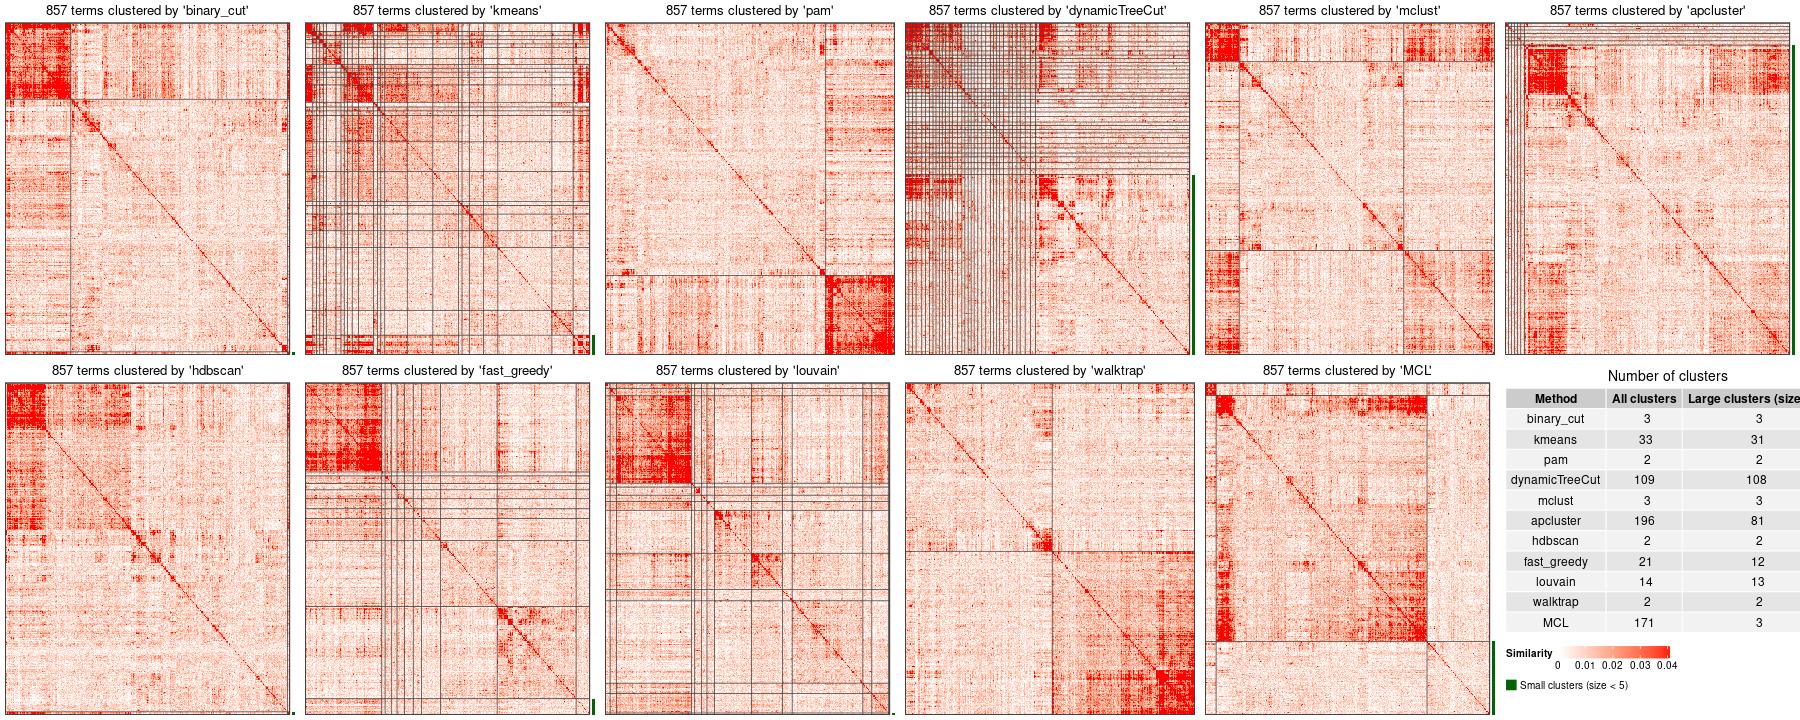 857 terms clustered by 'binary_cut'
857 terms clustered by 'kmeans'
857 terms clustered by 'pam'
857 terms clustered by 'dynamicTreeCut'
857 terms clustered by 'mclust'
857 terms clustered by 'apcluster'
857 terms clustered by 'hdbscan'
857 terms clustered by 'fast_greedy'
857 terms clustered by 'louvain'
857 terms clustered by 'walktrap'
857 terms clustered by 'MCL'
Number of clusters
Method All clusters Large clusters (size
binary_cut 3 3
kmeans 33 31
pam 2 2
dynamicTreeCut 109 108
mclust 3 3
apcluster 196 81
hdbscan 2 2
fast_greedy 21 12
louvain 14 13
walktrap 2 2
MCL 171 3
Similarity
0 0.01 0.02 0.03 0.04
Small clusters (size < 5)